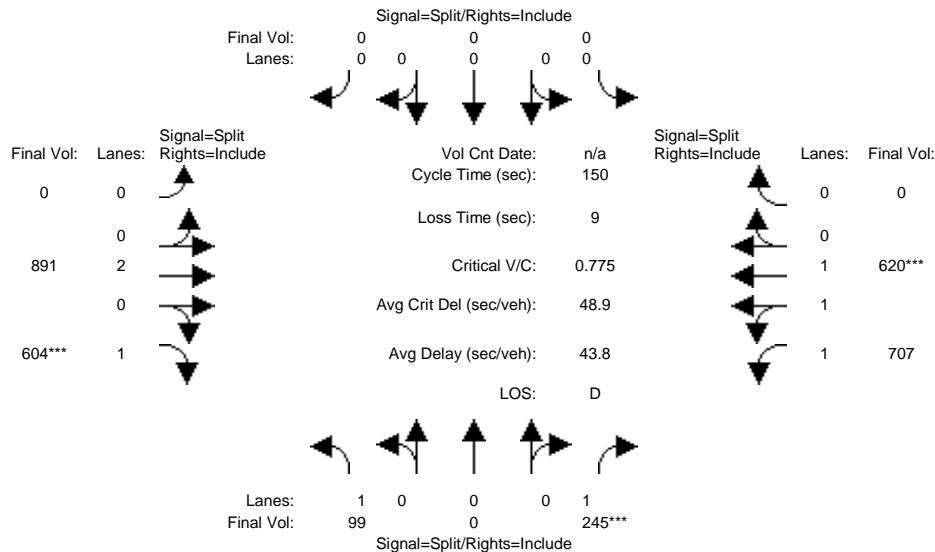 Signal=Split/Rights=Include
Final Vol: 0 0 0
Lanes: 0 0 0 0 0
Signal=Split
Final Vol: Lanes: Rights=Include
Vol Cnt Date: n/a
Signal=Split
Rights=Include Lanes: Final Vol:
Cycle Time (sec): 150
0 0
0 0
Loss Time (sec): 9
0
0
891 2
Critical V/C: 0.775
1 620***
0
Avg Crit Del (sec/veh): 48.9
1
604*** 1
Avg Delay (sec/veh): 43.8
1 707
LOS: D
Lanes: 1 0 0 0 1
Final Vol: 99 0 245***
Signal=Split/Rights=Include